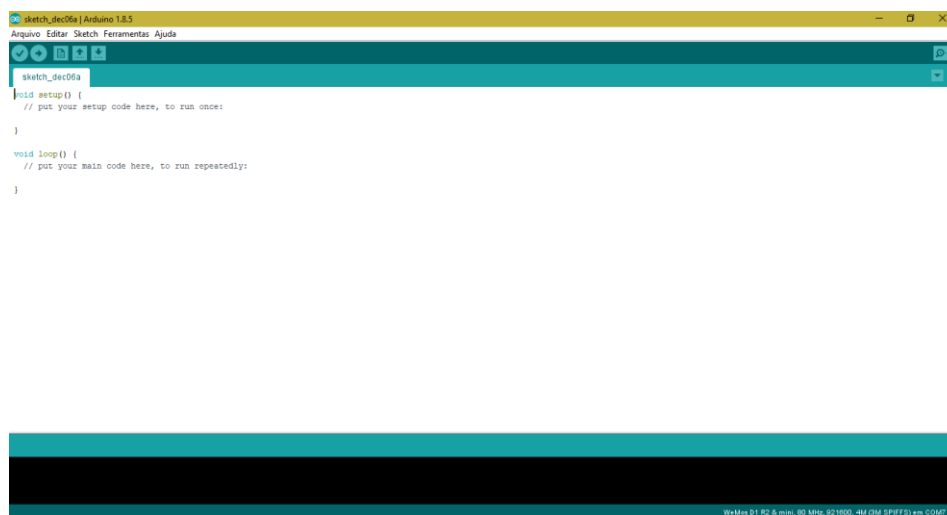 sketch_dec06a | Arduino 1.8.5
Arquivo Editar Sketch Ferramentas Ajuda
sketch_dec06a
void setup() {
// put your setup code here, to run once:
}
void loop() {
// put your main code here, to run repeatedly:
}
WeMos D1 R2 & mini, 80 MHz, 921600, 4M (3M SPIFFS) em COM7